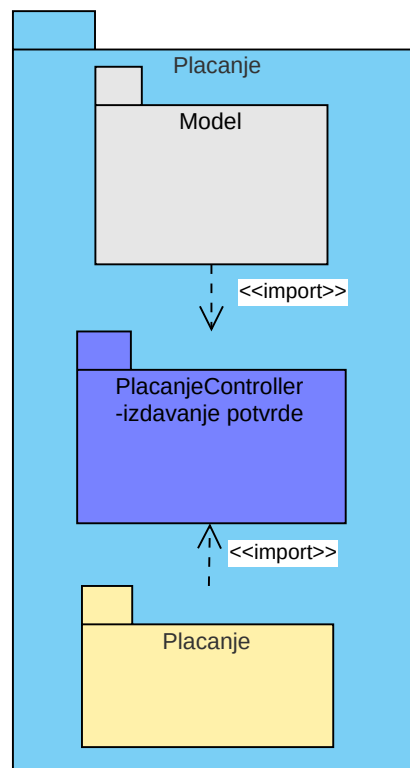 Placanje
Model
<<import>>
PlacanjeController
-izdavanje potvrde
<<import>>
Placanje